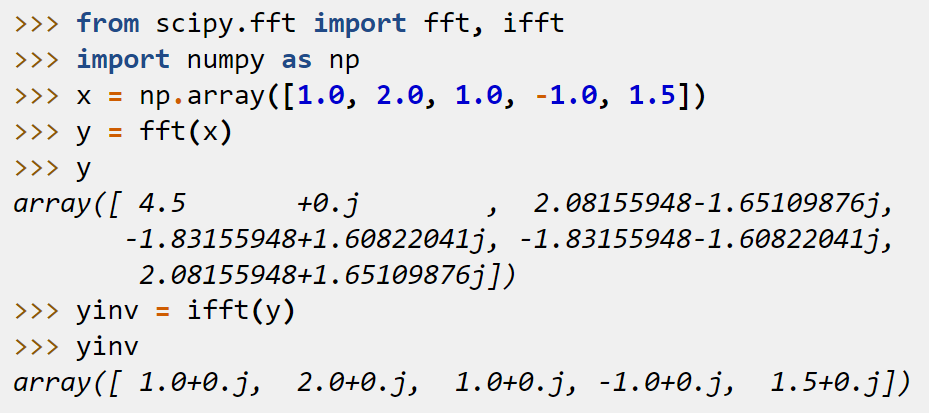 >>> from scipy.fft import fft, ifft
>>> import numpy as np
>>> x = np.array([1.0, 2.0, 1.0, -1.0, 1.5])
>>> y = fft(x)
>>> y
array([ 4.5       +0.j        ,  2.08155948-1.65109876j,
       -1.83155948+1.60822041j, -1.83155948-1.60822041j,
        2.08155948+1.65109876j])
>>> yinv = ifft(y)
>>> yinv
array([ 1.0+0.j,  2.0+0.j,  1.0+0.j, -1.0+0.j,  1.5+0.j])